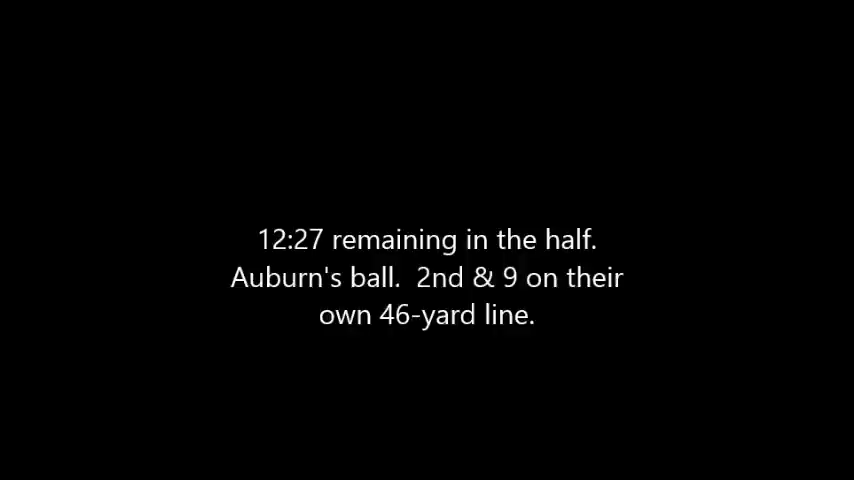 12:27 remaining in the half.
Auburn's ball.  2nd & 9 on their
own 46-yard line.